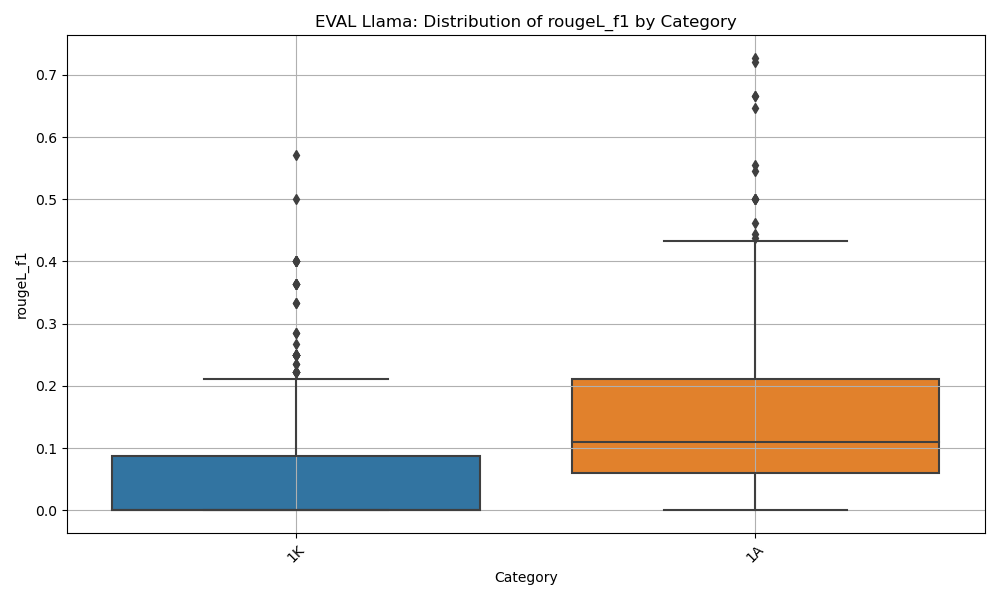 EVAL Llama: Distribution of rougeL_f1 by Category
rougeL_f1
0.7
0.6
0.5
0.4
0.3
0.2
0.1
0.0
1K
1A
Category